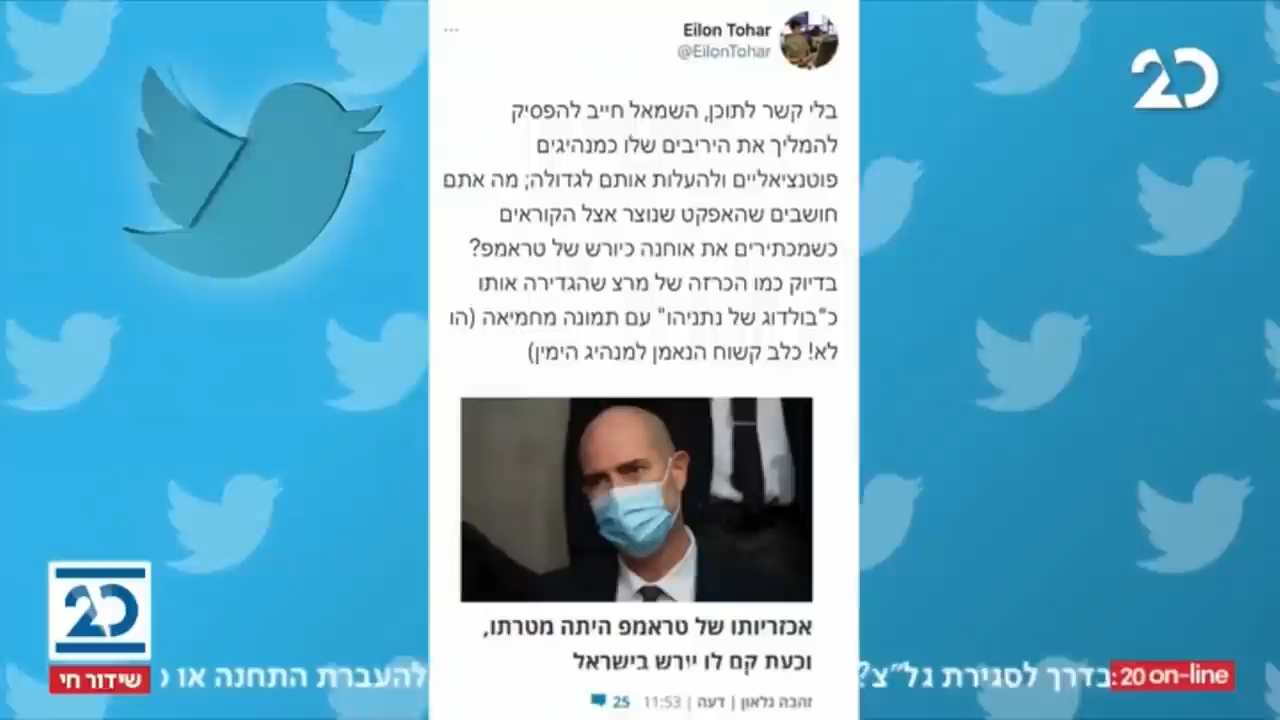 Eilon Tohar
@EilonTohar
20
בלי קשר לתוכן, השמאל חייב להפסיק
להמליך את היריבים שלו כמנהיגים
פוטנציאליים ולהעלות אותם לגדולה; מה אתם
חושבים שהאפקט שנוצר אצל הקוראים
כשמכתירים את אוחנה כיורש של טראמפ?
בדיוק כמו הכרזה של מרצ שהגדירה אותו
כ"בולדוג של נתניהו" עם תמונה מחמיאה (הו
לא! כלב קשוח הנאמן למנהיג הימין)
אכזריותו של טראמפ היתה מטרתו,
וכעת קם לו יורש בישראל
זהבה גלאון | דעה | 11:53 25
20
שידור חי
20 on-line: בדרך לסגירת גל"צ?
להעברת התחנה או